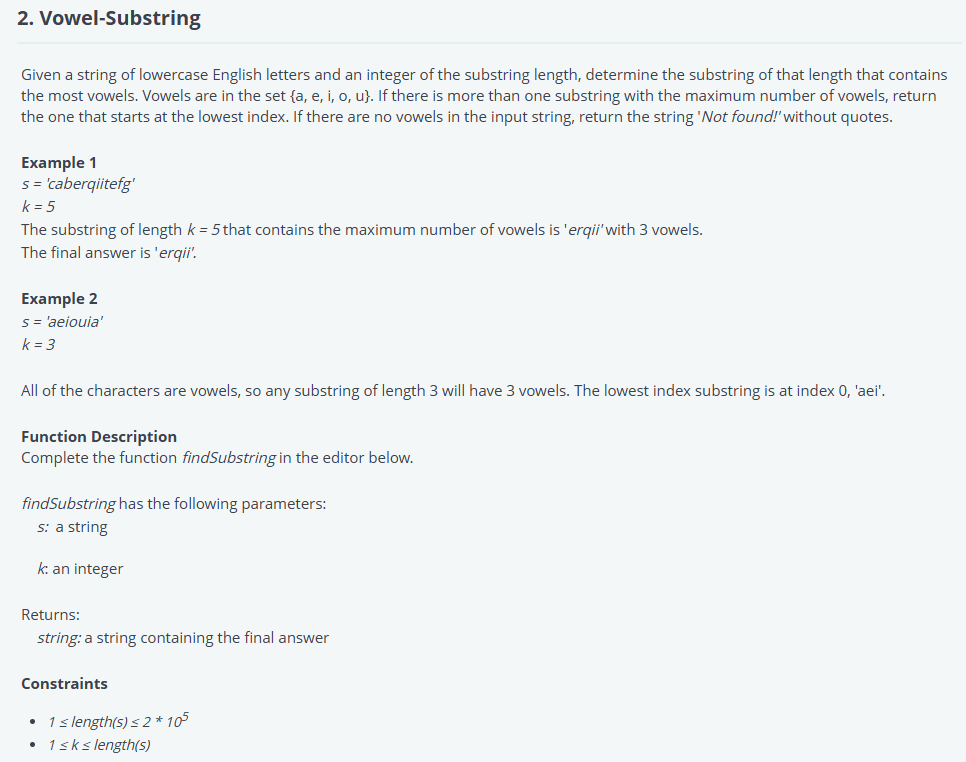 2. Vowel-Substring
Given a string of lowercase English letters and an integer of the substring length, determine the substring of that length that contains
the most vowels. Vowels are in the set {a, e, i, o, u}. If there is more than one substring with the maximum number of vowels, return
the one that starts at the lowest index. If there are no vowels in the input string, return the string 'Not found!' without quotes.
Example 1
s = 'caberqiitefg'
k = 5
The substring of length k = 5 that contains the maximum number of vowels is 'erqii' with 3 vowels.
The final answer is 'erqii'.
Example 2
s = 'aeiouia'
k = 3
All of the characters are vowels, so any substring of length 3 will have 3 vowels. The lowest index substring is at index 0, 'aei'.
Function Description
Complete the function findSubstring in the editor below.
findSubstring has the following parameters:
s: a string
k: an integer
Returns:
string: a string containing the final answer
Constraints
• 1 ≤ length(s) ≤ 2 * 10⁵
• 1 ≤ k ≤ length(s)